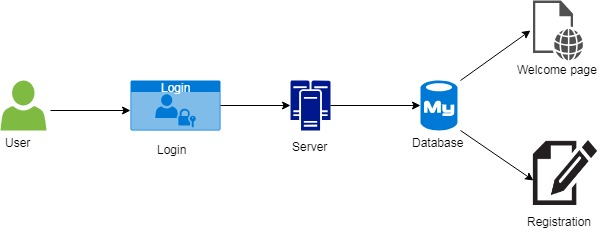 Login
My
User
Login
Server
Database
Welcome page
Registration